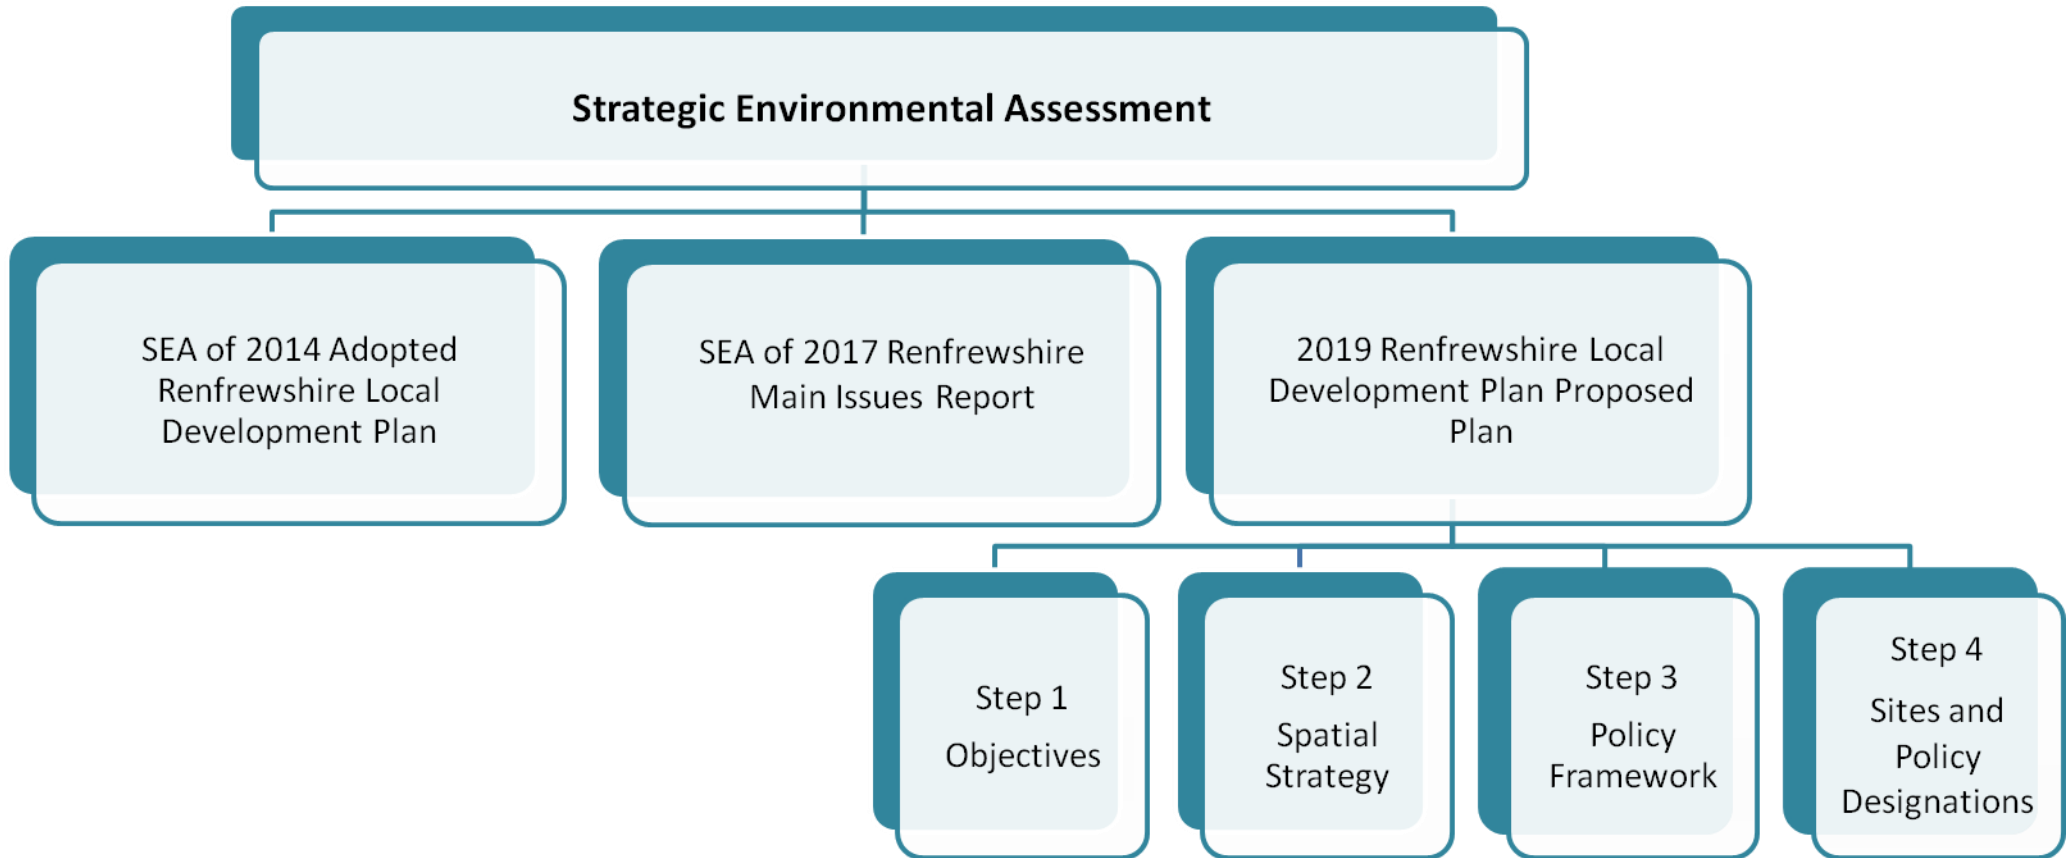 Strategic Environmental Assessment
SEA of 2014 Adopted
Renfrewshire Local
Development Plan
SEA of 2017 Renfrewshire
Main Issues Report
2019 Renfrewshire Local
Development Plan Proposed
Plan
Step 1
Objectives
Step 2
Spatial
Strategy
Step 3
Policy
Framework
Step 4
Sites and
Policy
Designations